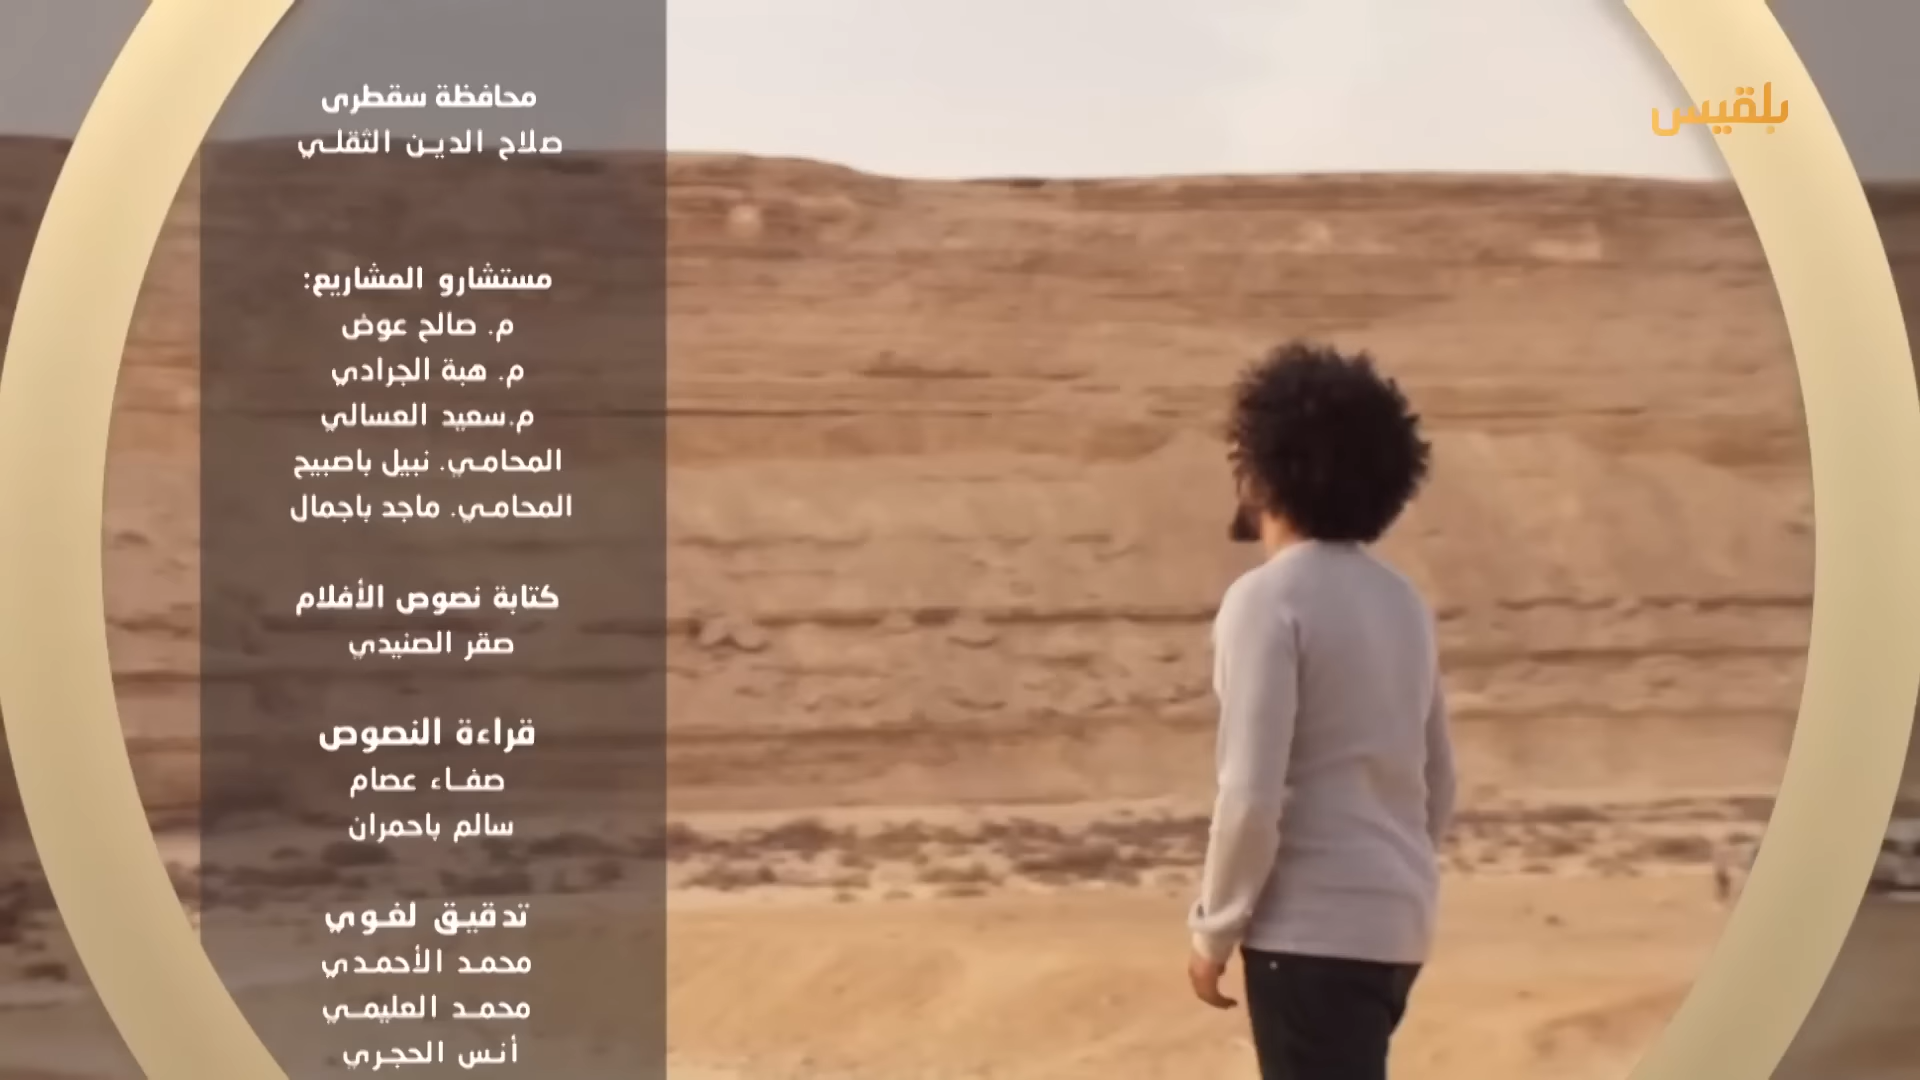 بلقيس
محافظة سقطرى
صلاح الدين الثقلي
مستشارو المشاريع:
م. صالح عوض
م. هبة الجرادي
م.سعيد العسالي
المحامي. نبيل باصبيح
المحامي. ماجد باجمال
كتابة نصوص الأفلام
صقر الصنيدي
قراءة النصوص
صفاء عصام
سالم باحمران
تدقيق لغوي
محمد الأحمدي
محمد العليمي
أنس الحجري